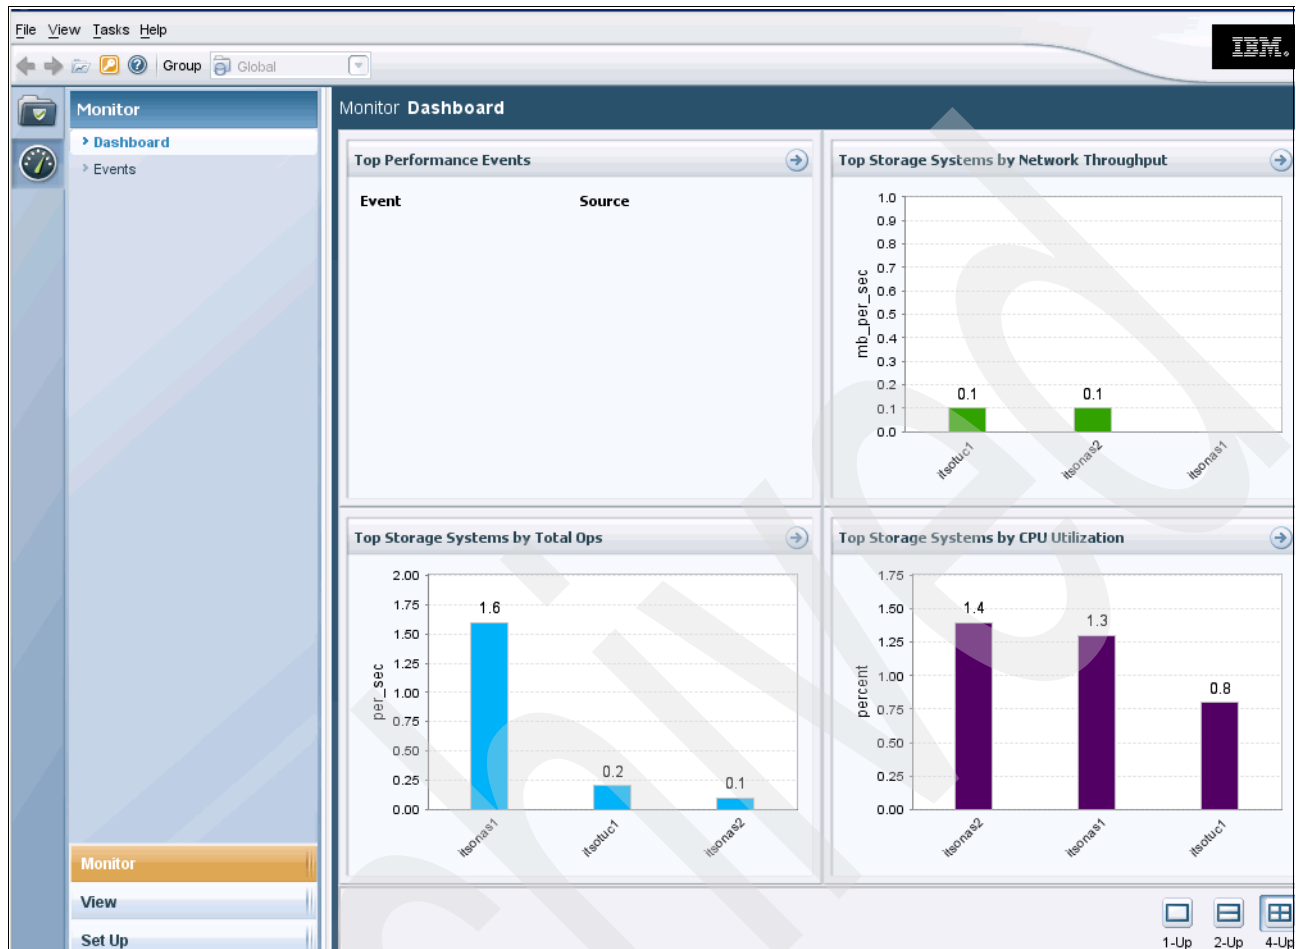 File View Tasks Help
IBM.
Group Global
Monitor
Dashboard
Events
Monitor Dashboard
Top Performance Events
Event Source
Top Storage Systems by Network Throughput
1.0
0.9
0.8
0.7
0.6
0.5
0.4
0.3
0.2
0.1
0.0
mb_per_sec
0.1 0.1
itsotuc1 itsonas2 itsonas1
Top Storage Systems by Total Ops
2.00
1.75
1.50
1.25
1.00
0.75
0.50
0.25
0.00
per_sec
1.6 0.2 0.1
itsonas1 itsotuc1 itsonas2
Top Storage Systems by CPU Utilization
1.75
1.50
1.25
1.00
0.75
0.50
0.25
0.00
percent
1.4 1.3 0.8
itsonas2 itsonas1 itsotuc1
Monitor
View
Set Up
1-Up 2-Up 4-Up